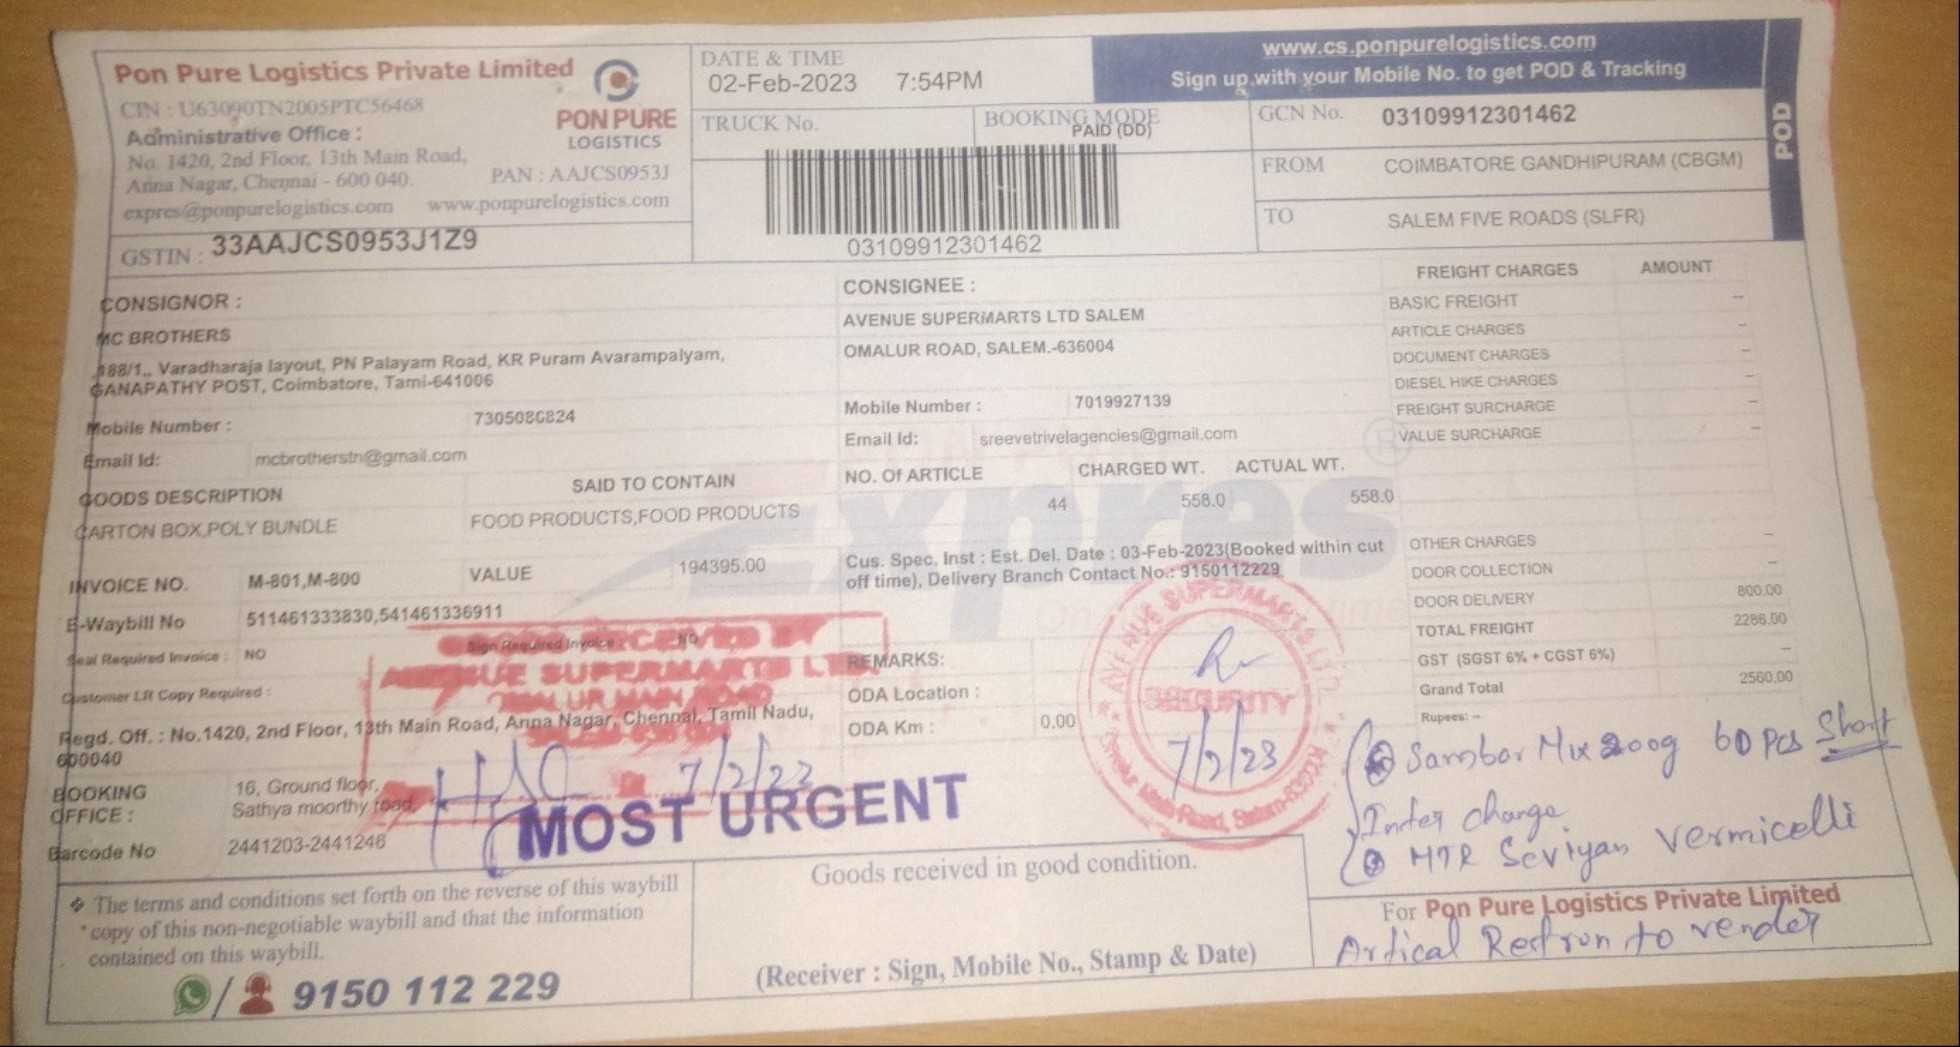 Pon Pure Logistics Private Limited
CIN : U63090TN2005PTC56468
Administrative Office :
No. 1420, 2nd Floor, 13th Main Road,
Anna Nagar, Chennai - 600 040.
PAN : AAJCS0953J
expres@ponpurelogistics.com www.ponpurelogistics.com
PON PURE
LOGISTICS
GSTIN : 33AAJCS0953J1Z9
DATE & TIME
02-Feb-2023 7:54PM
www.cs.ponpurelogistics.com
Sign up with your Mobile No. to get POD & Tracking
TRUCK No.
BOOKING MODE
PAID (DD)
GCN No. 03109912301462
FROM COIMBATORE GANDHIPURAM (CBGM)
TO SALEM FIVE ROADS (SLFR)
POD
03109912301462
CONSIGNOR :
MC BROTHERS
188/1,, Varadharaja layout, PN Palayam Road, KR Puram Avarampalyam,
GANAPATHY POST, Coimbatore, Tami-641006
Mobile Number : 7305086824
Email Id: mcbrotherstn@gmail.com
CONSIGNEE :
AVENUE SUPERMARTS LTD SALEM
OMALUR ROAD, SALEM.-636004
Mobile Number : 7019927139
Email Id: sreevetrivelagencies@gmail.com
FREIGHT CHARGES AMOUNT
BASIC FREIGHT –
ARTICLE CHARGES –
DOCUMENT CHARGES –
DIESEL HIKE CHARGES –
FREIGHT SURCHARGE –
VALUE SURCHARGE –
GOODS DESCRIPTION SAID TO CONTAIN
CARTON BOX,POLY BUNDLE FOOD PRODUCTS,FOOD PRODUCTS
NO. Of ARTICLE CHARGED WT. ACTUAL WT.
44 558.0 558.0
Expres
®
INVOICE NO. M-801,M-800 VALUE 194395.00
E-Waybill No 511461333830,541461336911
Seal Required Invoice : NO Sign Required Invoice : NO
Customer LR Copy Required :
Cus. Spec. Inst : Est. Del. Date : 03-Feb-2023(Booked within cut
off time), Delivery Branch Contact No.: 9150112229
REMARKS:
ODA Location :
ODA Km : 0.00
OTHER CHARGES –
DOOR COLLECTION –
DOOR DELIVERY 800.00
TOTAL FREIGHT 2286.00
GST (SGST 6% + CGST 6%) –
Grand Total 2560.00
Rupees: –
Regd. Off. : No.1420, 2nd Floor, 13th Main Road, Anna Nagar, Chennai, Tamil Nadu,
600040
BOOKING
OFFICE :
16, Ground floor,
Sathya moorthy road,
Barcode No 2441203-2441246
RECEIVED BY
AVENUE SUPERMARTS LTD
MAIN ROAD
7/2/23
MOST URGENT
AVENUE SUPERMARTS LTD.
SECURITY
7/2/23
Sambar Mix 200g 60 pcs Short
Inter change
MTR Seviyan Vermicelli
Artical Restron to vender
The terms and conditions set forth on the reverse of this waybill
copy of this non-negotiable waybill and that the information
contained on this waybill.
9150 112 229
Goods received in good condition.
(Receiver : Sign, Mobile No., Stamp & Date)
For Pon Pure Logistics Private Limited